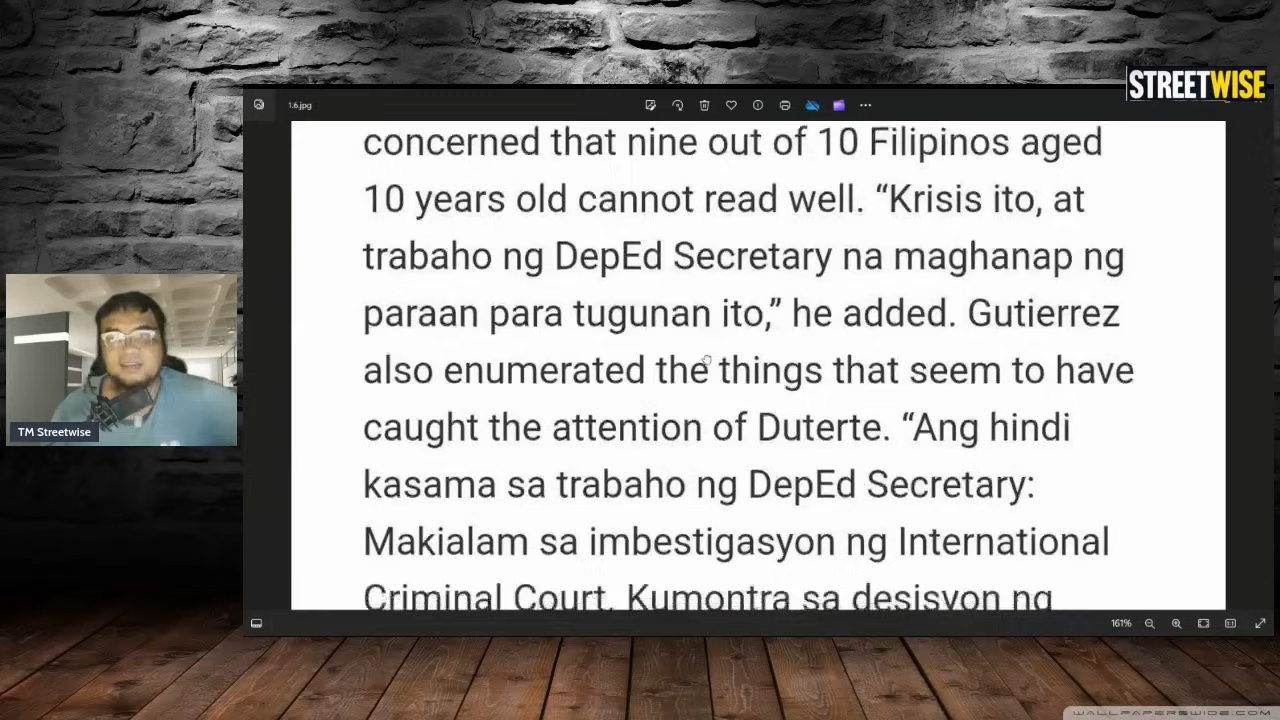 STREETWISE
1.6.jpg
concerned that nine out of 10 Filipinos aged
10 years old cannot read well. “Krisis ito, at
trabaho ng DepEd Secretary na maghanap ng
paraan para tugunan ito,” he added. Gutierrez
also enumerated the things that seem to have
caught the attention of Duterte. “Ang hindi
kasama sa trabaho ng DepEd Secretary:
Makialam sa imbestigasyon ng International
Criminal Court, Kumontra sa desisyon ng
TM Streetwise
161%
WALLPAPERSWIDE.COM